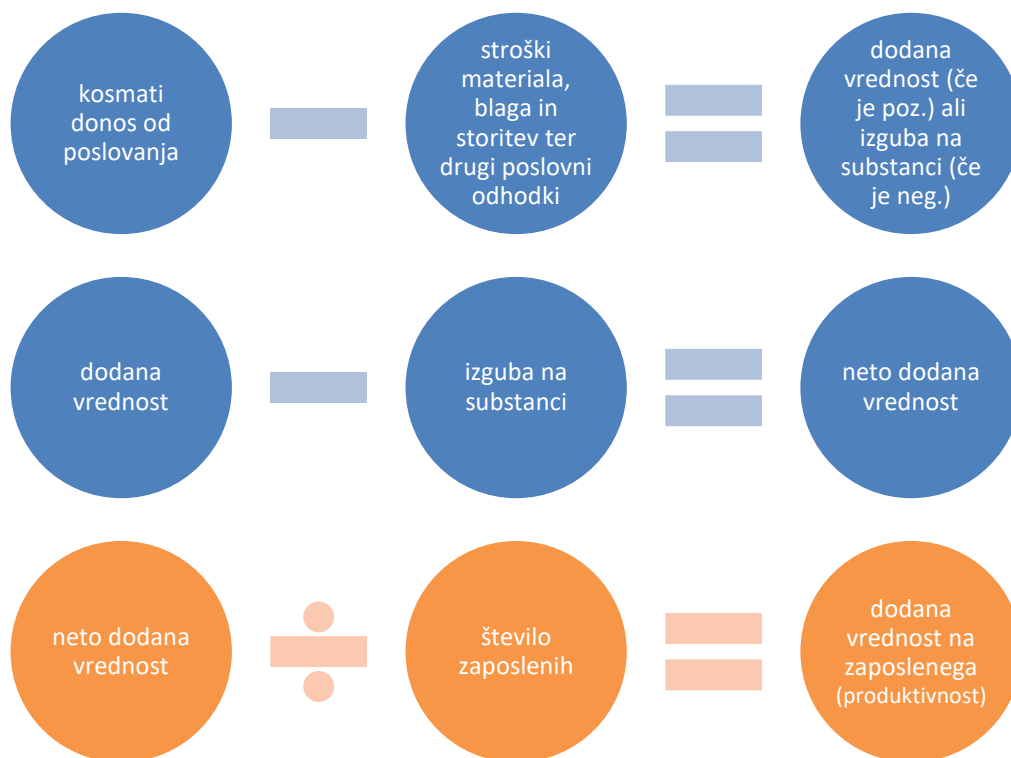 kosmati
donos od
poslovanja
stroški
materiala,
blaga in
storitev ter
drugi poslovni
odhodki
dodana
vrednost (če
je poz.) ali
izguba na
substanci (če
je neg.)
dodana
vrednost
izguba na
substanci
neto dodana
vrednost
neto dodana
vrednost
število
zaposlenih
dodana
vrednost na
zaposlenega
(produktivnost)